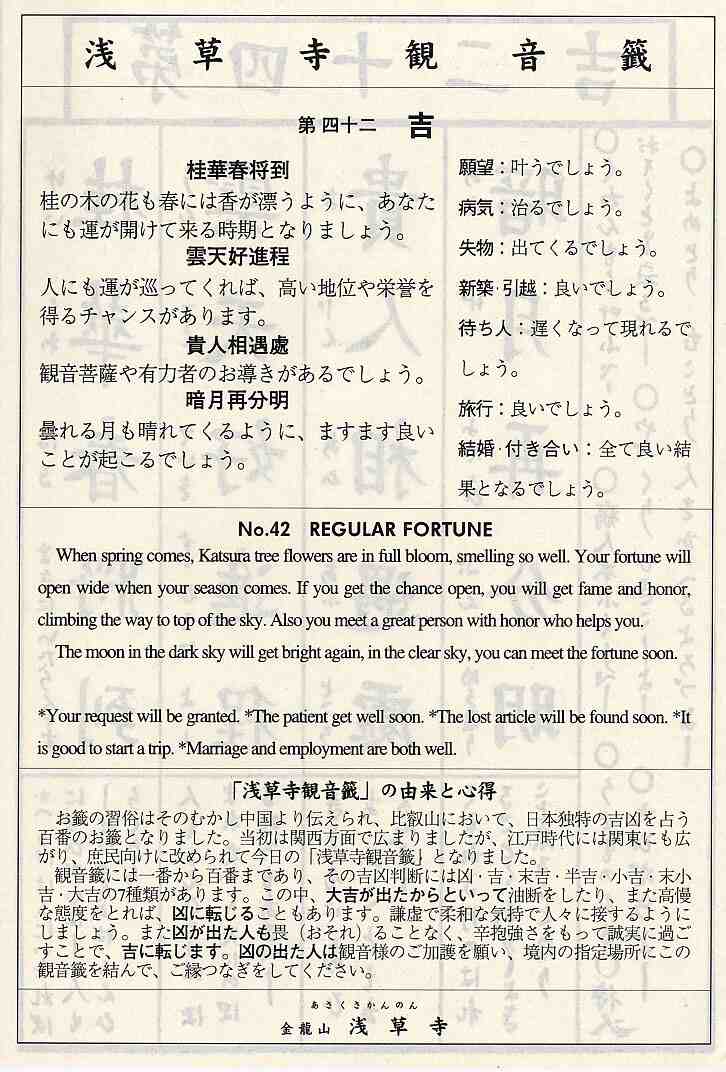 浅草寺観音籤
第四十二 吉
桂華春将到
桂の木の花も春には香が漂うように、あなた
にも運が開けて来る時期となりましょう。
雲天好進程
人にも運が巡ってくれば、高い地位や栄誉を
得るチャンスがあります。
貴人相遇處
観音菩薩や有力者のお導きがあるでしょう。
暗月再分明
曇れる月も晴れてくるように、ますます良い
ことが起こるでしょう。
願望：叶うでしょう。
病気：治るでしょう。
失物：出てくるでしょう。
新築・引越：良いでしょう。
待ち人：遅くなって現れるで
しょう。
旅行：良いでしょう。
結婚・付き合い：全て良い結
果となるでしょう。
No.42 REGULAR FORTUNE
When spring comes, Katsura tree flowers are in full bloom, smelling so well. Your fortune will
open wide when your season comes. If you get the chance open, you will get fame and honor,
climbing the way to top of the sky. Also you meet a great person with honor who helps you.
The moon in the dark sky will get bright again, in the clear sky, you can meet the fortune soon.
*Your request will be granted. *The patient get well soon. *The lost article will be found soon. *It
is good to start a trip. *Marriage and employment are both well.
「浅草寺観音籤」の由来と心得
お籤の習俗はそのむかし中国より伝えられ、比叡山において、日本独特の吉凶を占う
百番のお籤となりました。当初は関西方面で広まりましたが、江戸時代には関東にも広
がり、庶民向けに改められて今日の「浅草寺観音籤」となりました。
観音籤には一番から百番まであり、その吉凶判断には凶・吉・末吉・半吉・小吉・末小
吉・大吉の7種類があります。この中、大吉が出たからといって油断をしたり、また高慢
な態度をとれば、凶に転じることもあります。謙虚で柔和な気持で人々に接するように
しましょう。また凶が出た人も畏（おそれ）ることなく、辛抱強さをもって誠実に過ご
すことで、吉に転じます。凶の出た人は観音様のご加護を願い、境内の指定場所にこの
観音籤を結んで、ご縁つなぎをしてください。
あさくさかんのん
金龍山 浅草寺